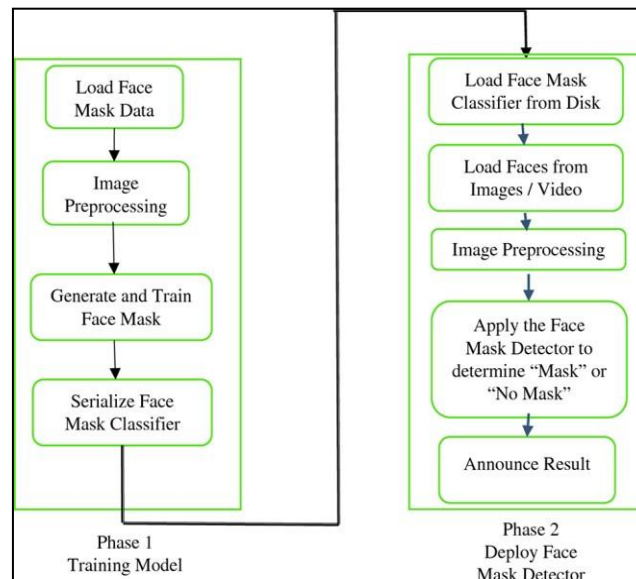 Load Face
Mask Data
Image
Preprocessing
Generate and Train
Face Mask
Serialize Face
Mask Classifier
Phase 1
Training Model
Load Face Mask
Classifier from Disk
Load Faces from
Images / Video
Image Preprocessing
Apply the Face
Mask Detector to
determine “Mask” or
“No Mask”
Announce Result
Phase 2
Deploy Face
Mask Detector